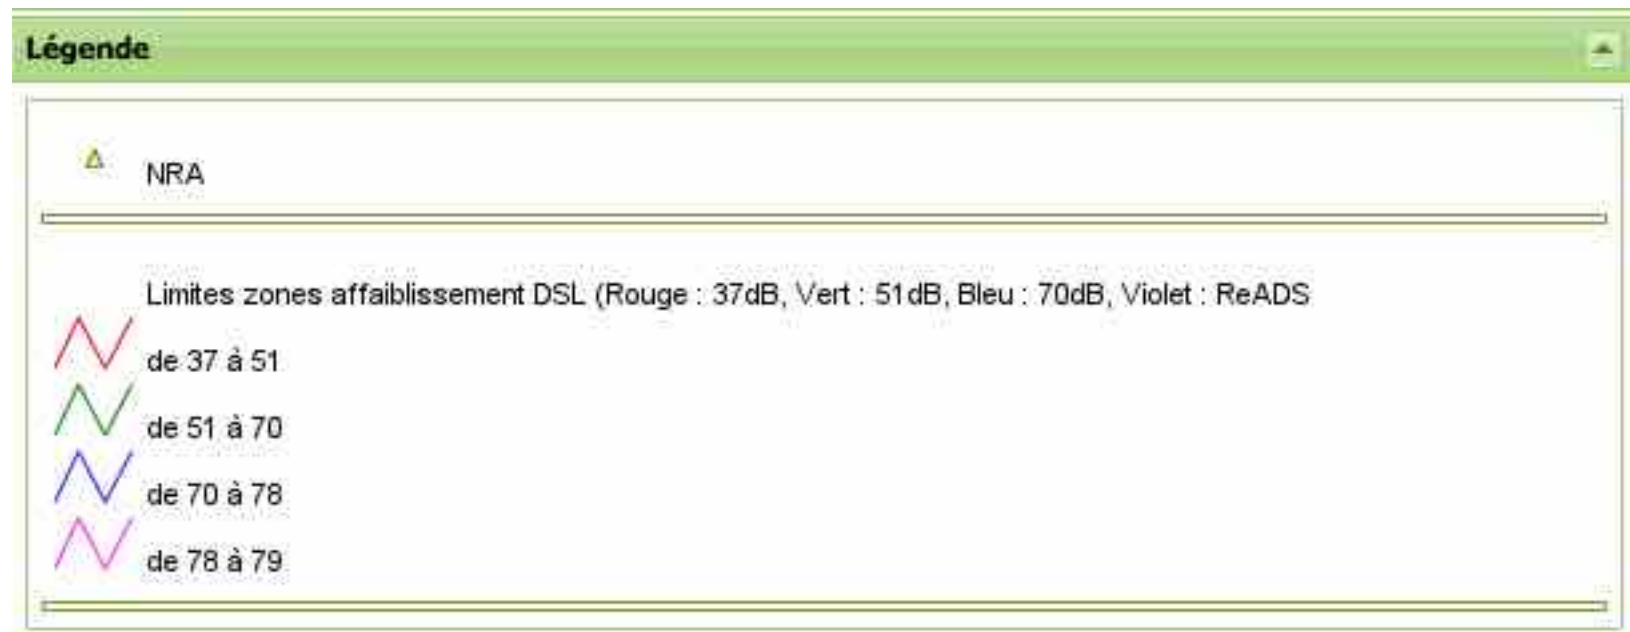 Légende
NRA
Limites zones affaiblissement DSL (Rouge : 37dB, Vert : 51dB, Bleu : 70dB, Violet : ReADS
de 37 à 51
de 51 à 70
de 70 à 78
de 78 à 79